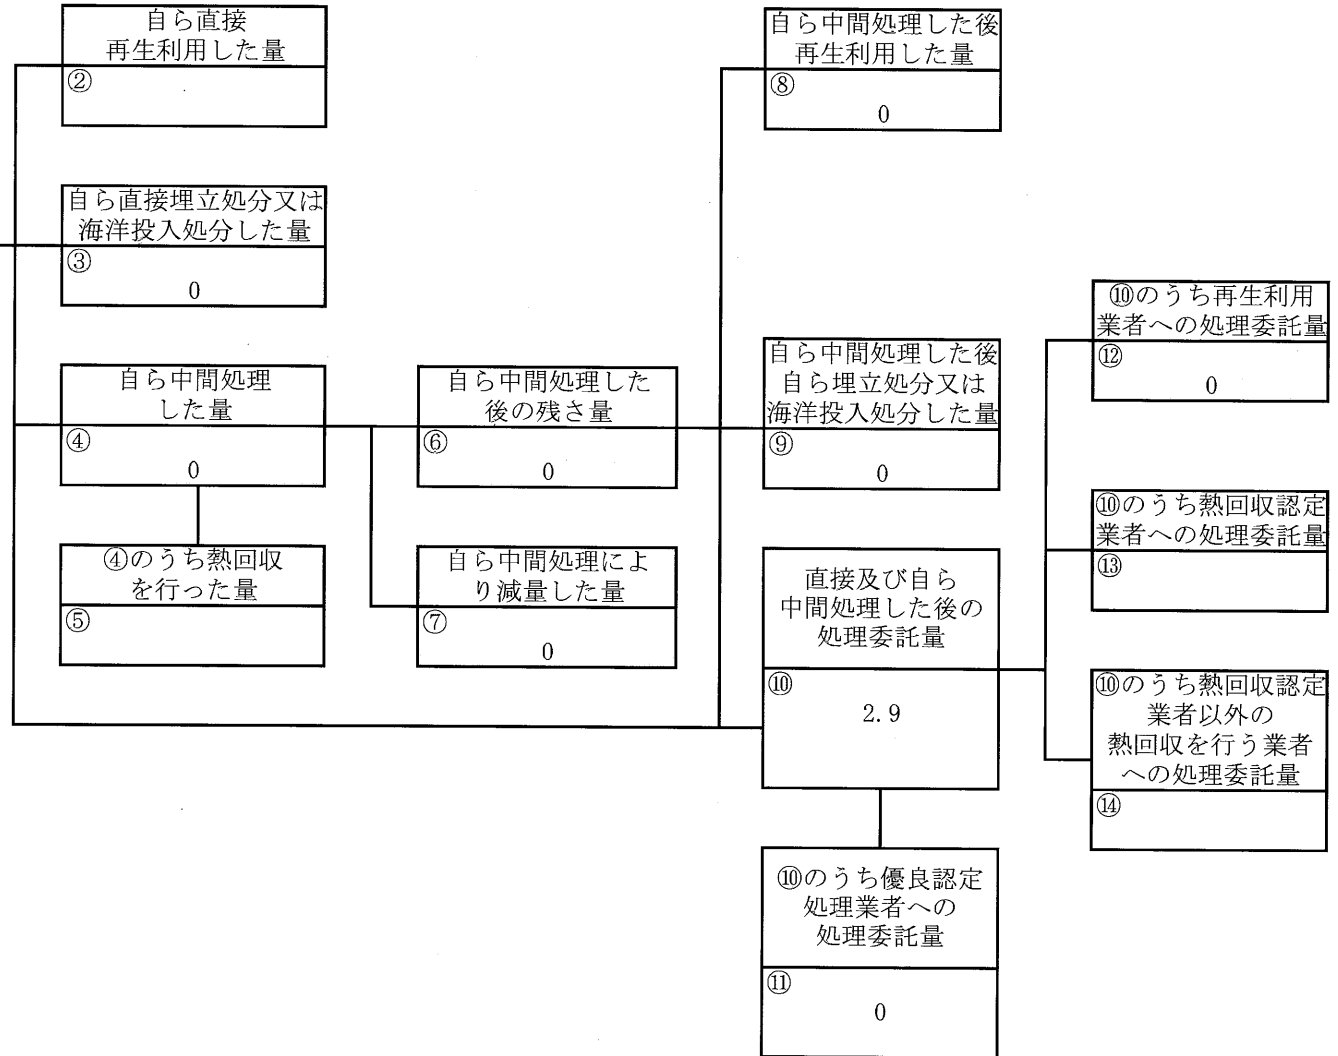 自ら直接
再生利用した量
②
自ら直接埋立処分又は
海洋投入処分した量
③
0
自ら中間処理
した量
④
0
④のうち熱回収
を行った量
⑤
自ら中間処理した
後の残さ量
⑥
0
自ら中間処理によ
り減量した量
⑦
0
自ら中間処理した後
再生利用した量
⑧
0
自ら中間処理した後
自ら埋立処分又は
海洋投入処分した量
⑨
0
直接及び自ら
中間処理した後の
処理委託量
⑩
2.9
⑩のうち優良認定
処理業者への
処理委託量
⑪
0
⑩のうち再生利用
業者への処理委託量
⑫
0
⑩のうち熱回収認定
業者への処理委託量
⑬
⑩のうち熱回収認定
業者以外の
熱回収を行う業者
への処理委託量
⑭